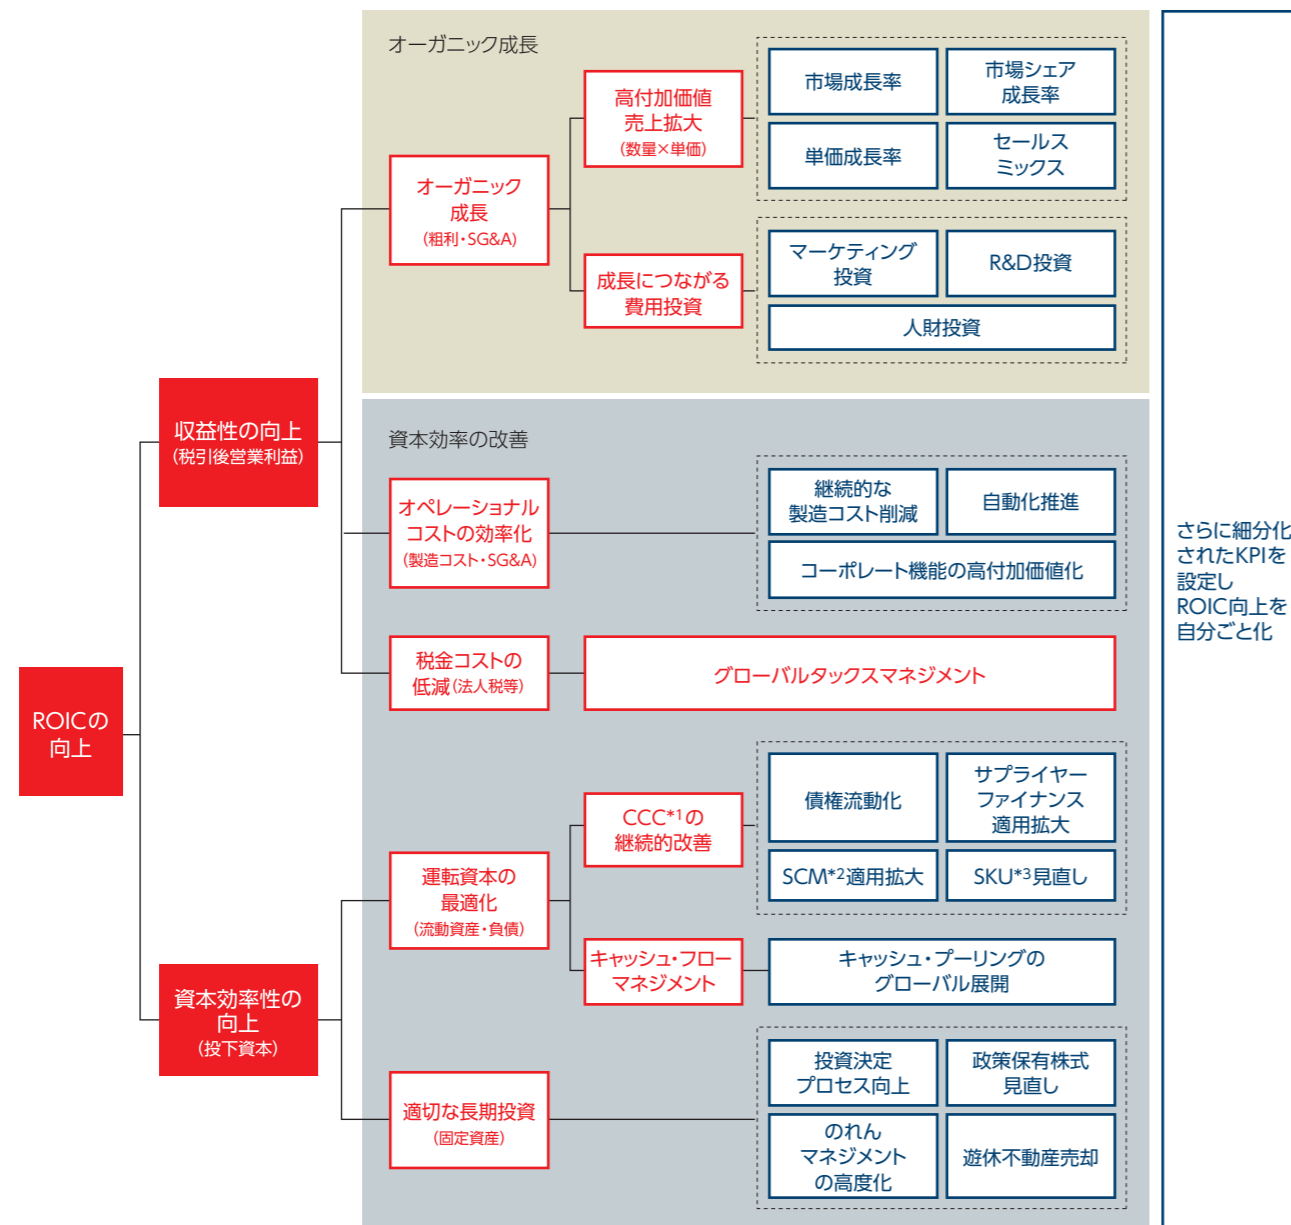 オーガニック成長
高付加価値
売上拡大
(数量×単価)
市場成長率
市場シェア
成長率
単価成長率
セールス
ミックス
オーガニック
成長
(粗利・SG&A)
成長につながる
費用投資
マーケティング
投資
R&D投資
人財投資
収益性の向上
(税引後営業利益)
資本効率の改善
オペレーショナル
コストの効率化
(製造コスト・SG&A)
継続的な
製造コスト削減
自動化推進
コーポレート機能の高付加価値化
税金コストの
低減(法人税等)
グローバルタックスマネジメント
ROICの
向上
CCC*1の
継続的改善
債権流動化
サプライヤー
ファイナンス
適用拡大
SCM*2適用拡大
SKU*3見直し
運転資本の
最適化
(流動資産・負債)
キャッシュ・フロー
マネジメント
キャッシュ・プーリングの
グローバル展開
資本効率性の
向上
(投下資本)
適切な長期投資
(固定資産)
投資決定
プロセス向上
政策保有株式
見直し
のれん
マネジメント
の高度化
遊休不動産売却
さらに細分化
されたKPIを
設定し
ROIC向上を
自分ごと化